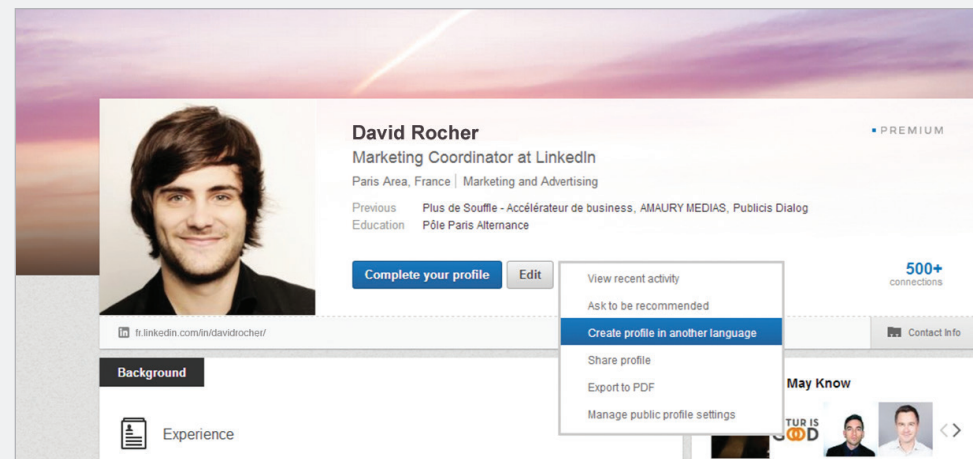 David Rocher
PREMIUM
Marketing Coordinator at LinkedIn
Paris Area, France | Marketing and Advertising
Previous Plus de Souffle - Accélérateur de business, AMAURY MEDIAS, Publicis Dialog
Education Pôle Paris Alternance
Complete your profile Edit
500+
connections
View recent activity
Ask to be recommended
Create profile in another language
Share profile
Export to PDF
Manage public profile settings
in fr.linkedin.com/in/davidrocher/
Contact Info
Background
May Know
Experience
TUR IS
GOOD